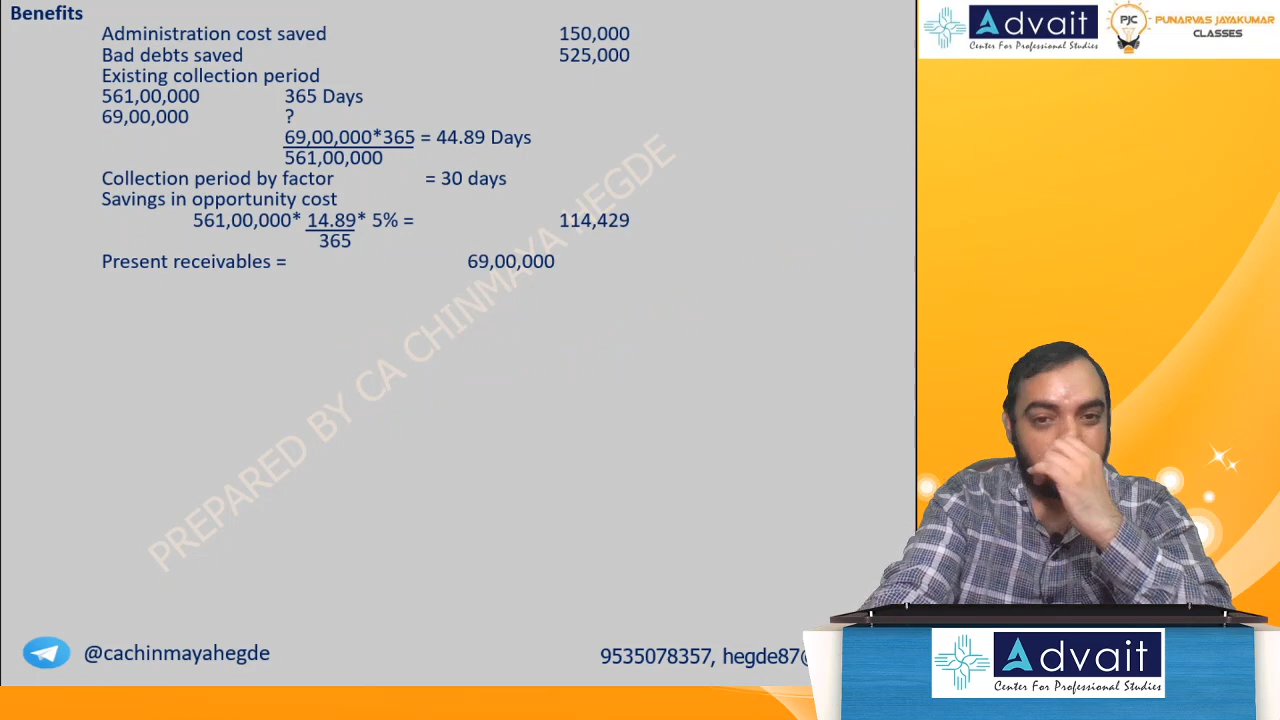 Benefits
Administration cost saved 150,000
Bad debts saved 525,000
Existing collection period
561,00,000 365 Days
69,00,000 ?
69,00,000*365 = 44.89 Days
561,00,000
Collection period by factor = 30 days
Savings in opportunity cost
561,00,000* 14.89* 5% = 114,429
365
Present receivables = 69,00,000
PREPARED BY CA CHINMAYA HEGDE
@cachinmayahegde
9535078357, hegde87@
Advait
Center For Professional Studies
PJC
PUNARVAS JAYAKUMAR
CLASSES
Advait
Center For Professional Studies